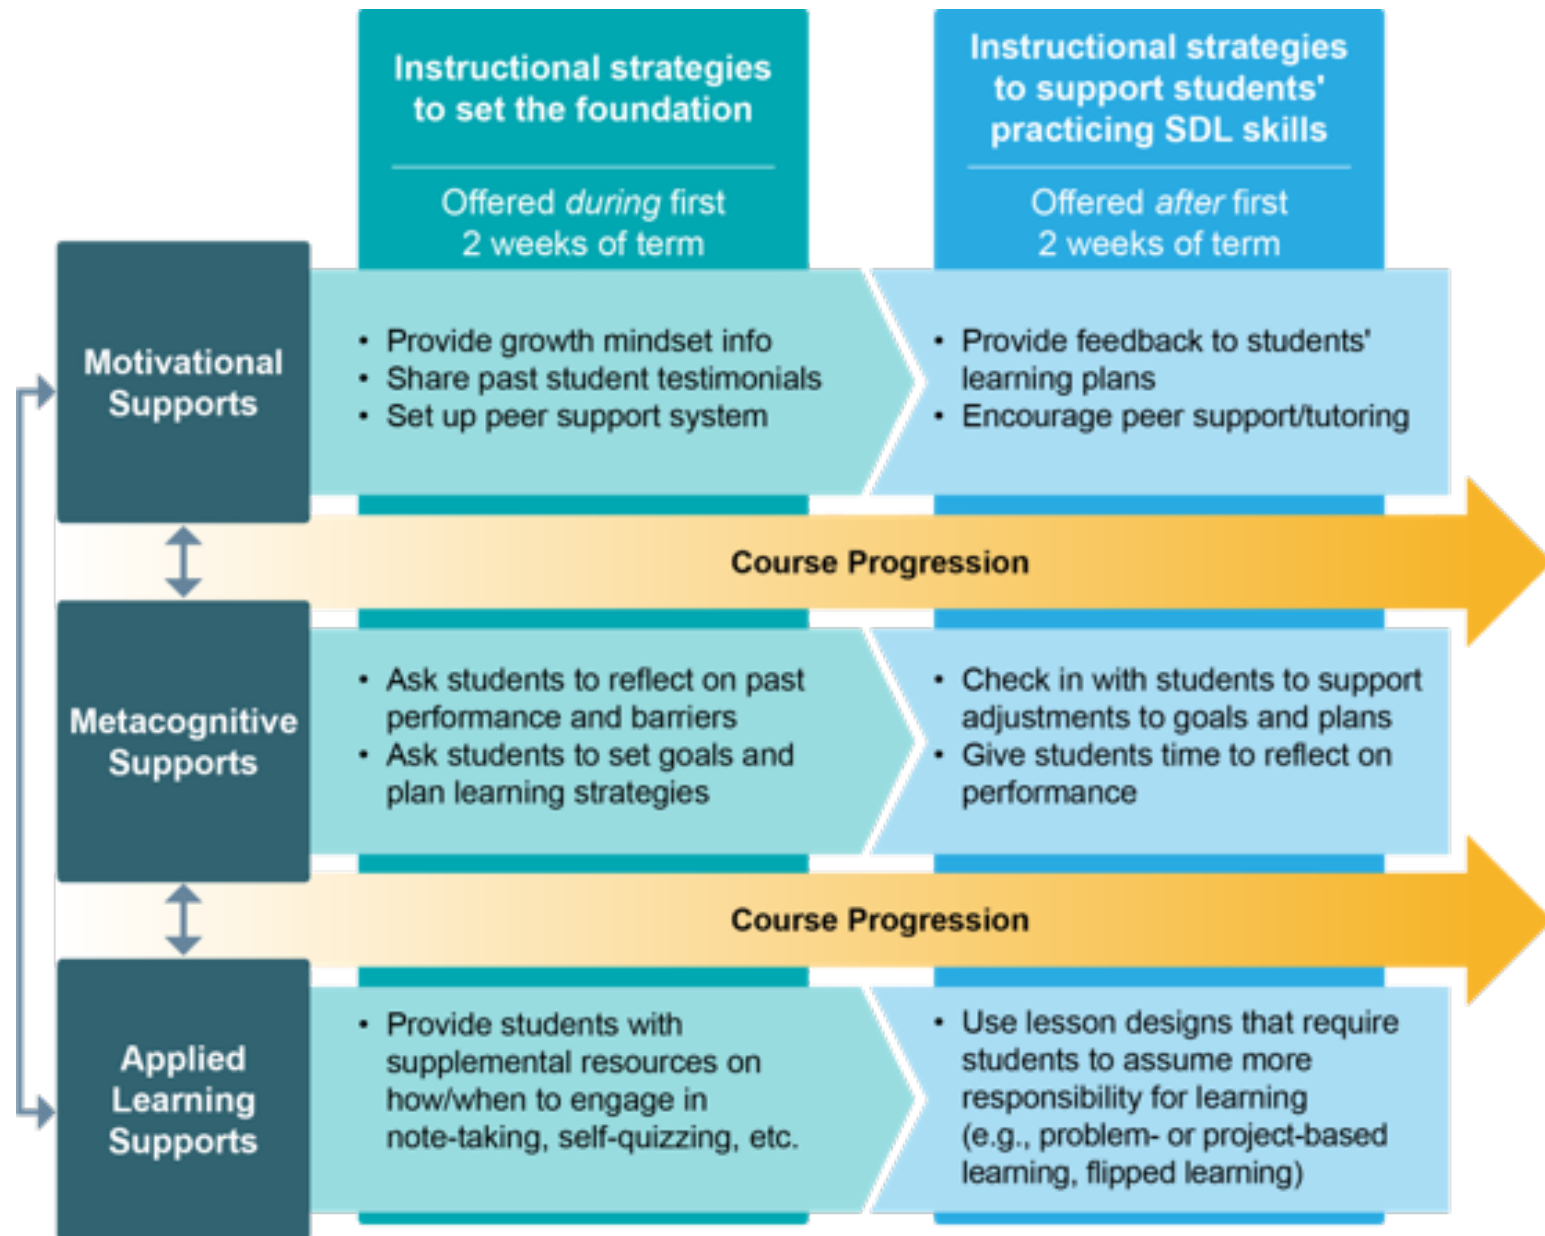 Instructional strategies
to set the foundation
Offered during first
2 weeks of term
Instructional strategies
to support students'
practicing SDL skills
Offered after first
2 weeks of term
Motivational
Supports
• Provide growth mindset info
• Share past student testimonials
• Set up peer support system
• Provide feedback to students'
learning plans
• Encourage peer support/tutoring
Course Progression
Metacognitive
Supports
• Ask students to reflect on past
performance and barriers
• Ask students to set goals and
plan learning strategies
• Check in with students to support
adjustments to goals and plans
• Give students time to reflect on
performance
Course Progression
Applied
Learning
Supports
• Provide students with
supplemental resources on
how/when to engage in
note-taking, self-quizzing, etc.
• Use lesson designs that require
students to assume more
responsibility for learning
(e.g., problem- or project-based
learning, flipped learning)